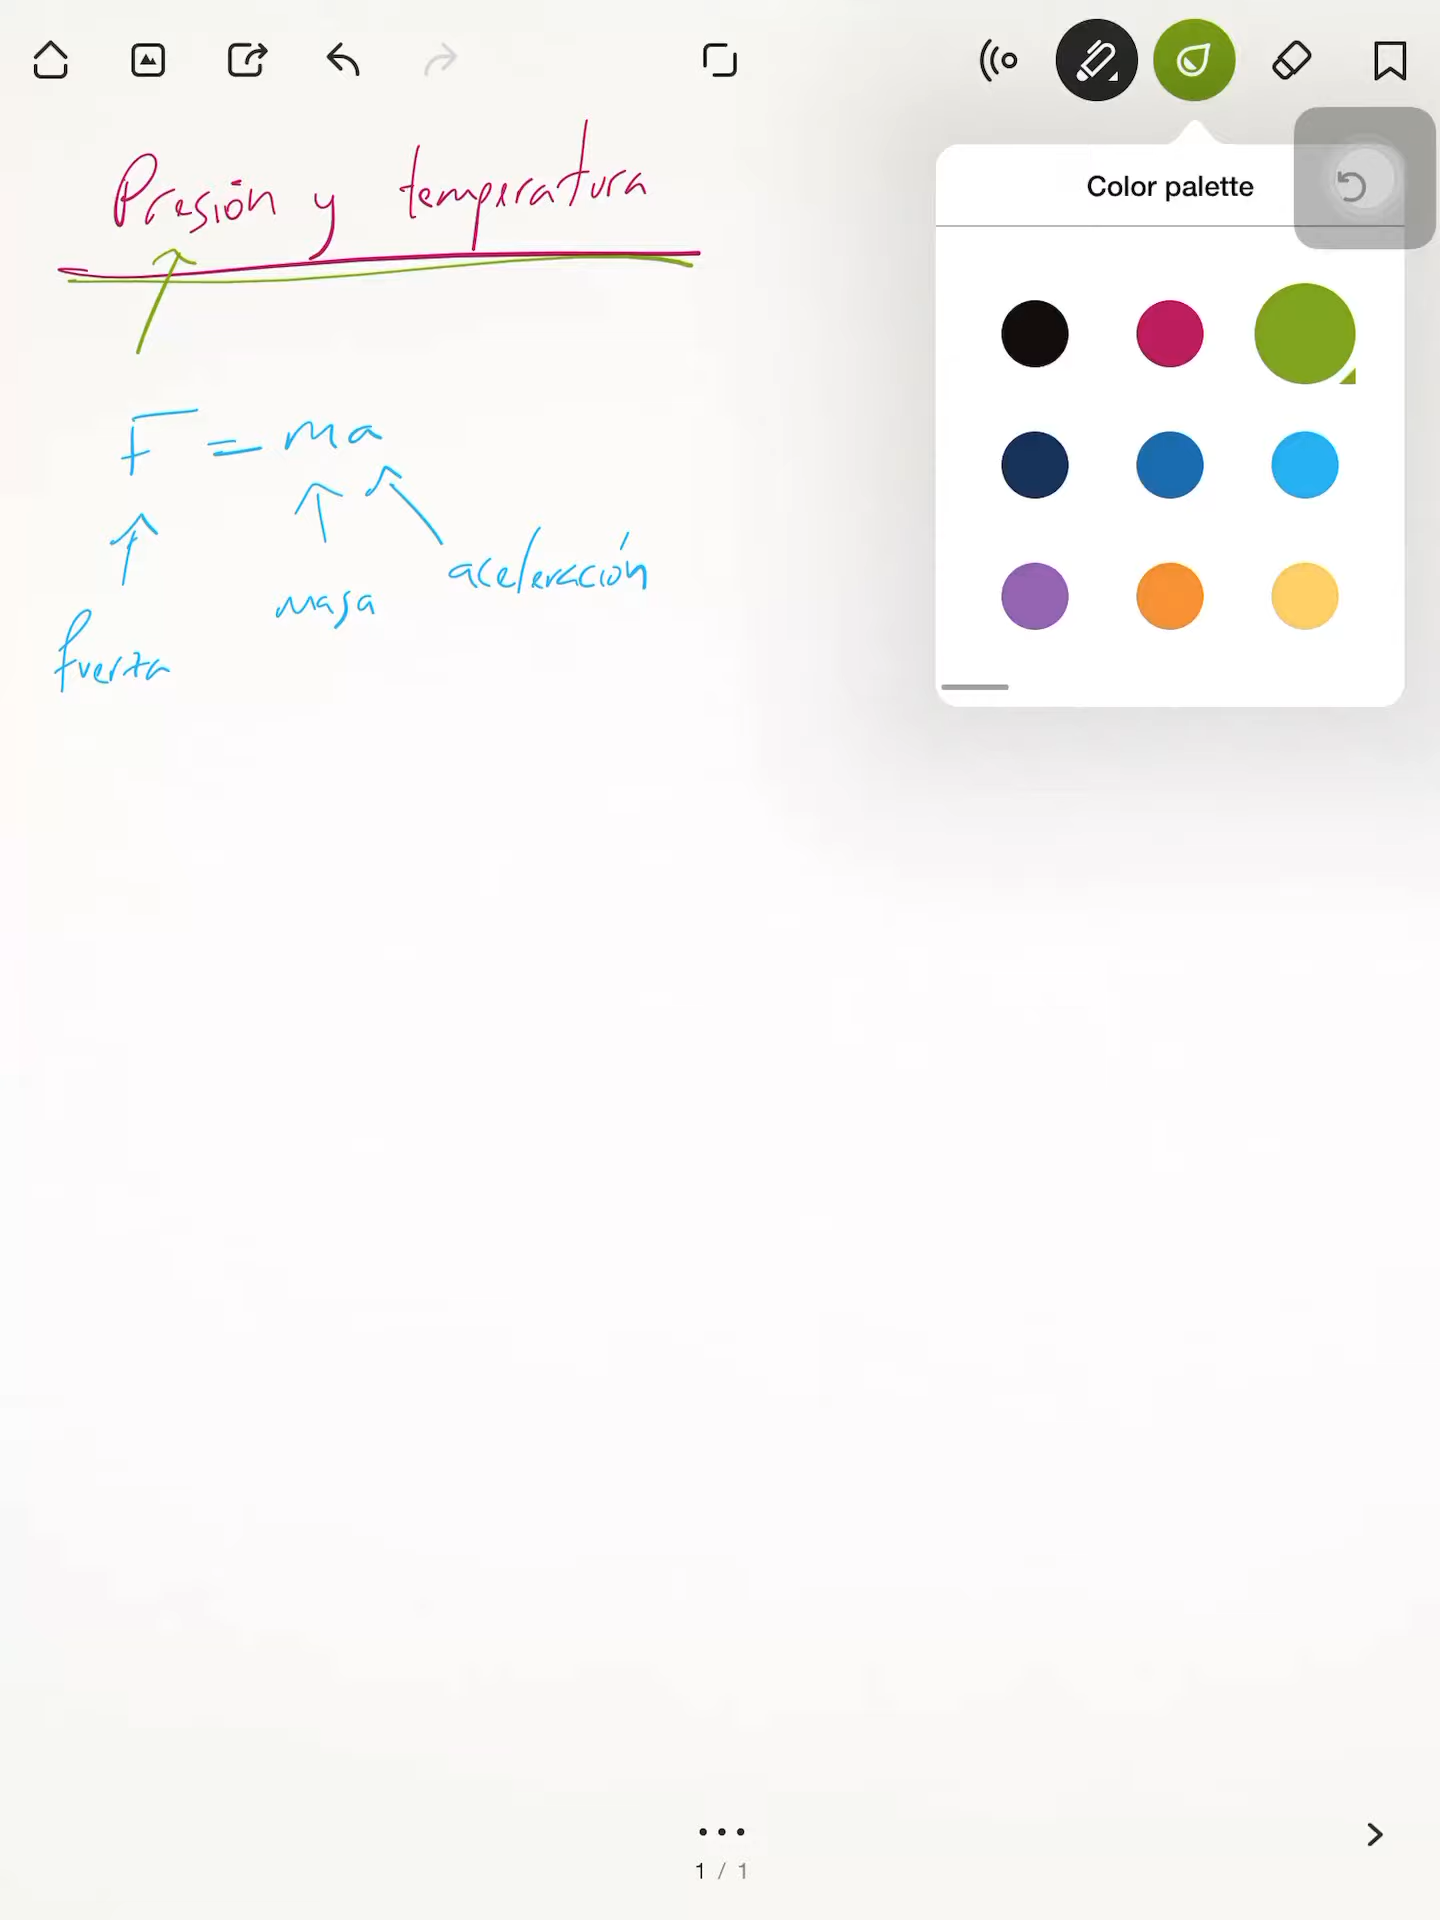 Color palette
Presión y temperatura
F = ma
aceleración
masa
fuerza
1 / 1